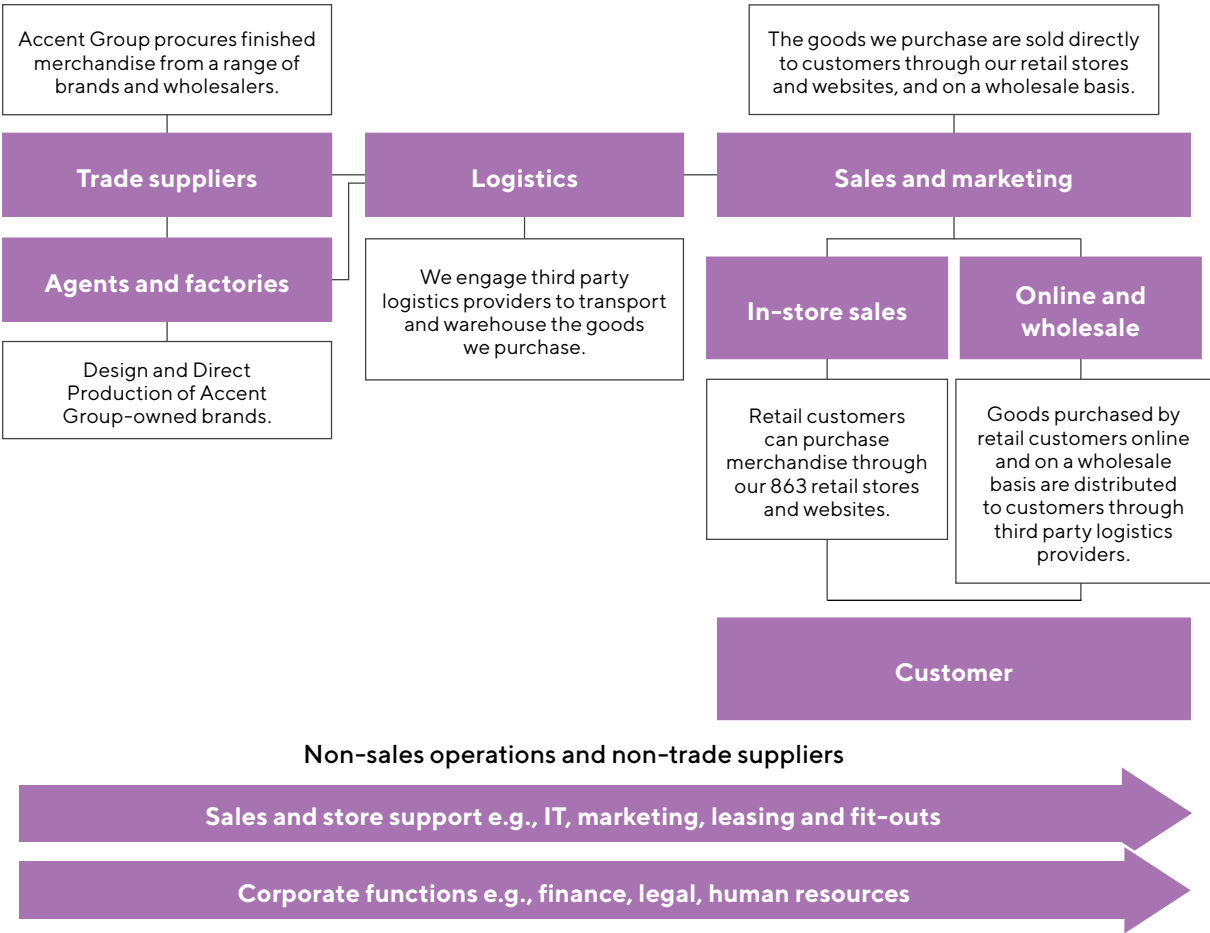 Accent Group procures finished
merchandise from a range of
brands and wholesalers.
Trade suppliers
Agents and factories
Design and Direct
Production of Accent
Group-owned brands.
Logistics
We engage third party
logistics providers to transport
and warehouse the goods
we purchase.
The goods we purchase are sold directly
to customers through our retail stores
and websites, and on a wholesale basis.
Sales and marketing
In-store sales
Retail customers
can purchase
merchandise through
our 863 retail stores
and websites.
Online and
wholesale
Goods purchased by
retail customers online
and on a wholesale
basis are distributed
to customers through
third party logistics
providers.
Customer
Non-sales operations and non-trade suppliers
Sales and store support e.g., IT, marketing, leasing and fit-outs
Corporate functions e.g., finance, legal, human resources